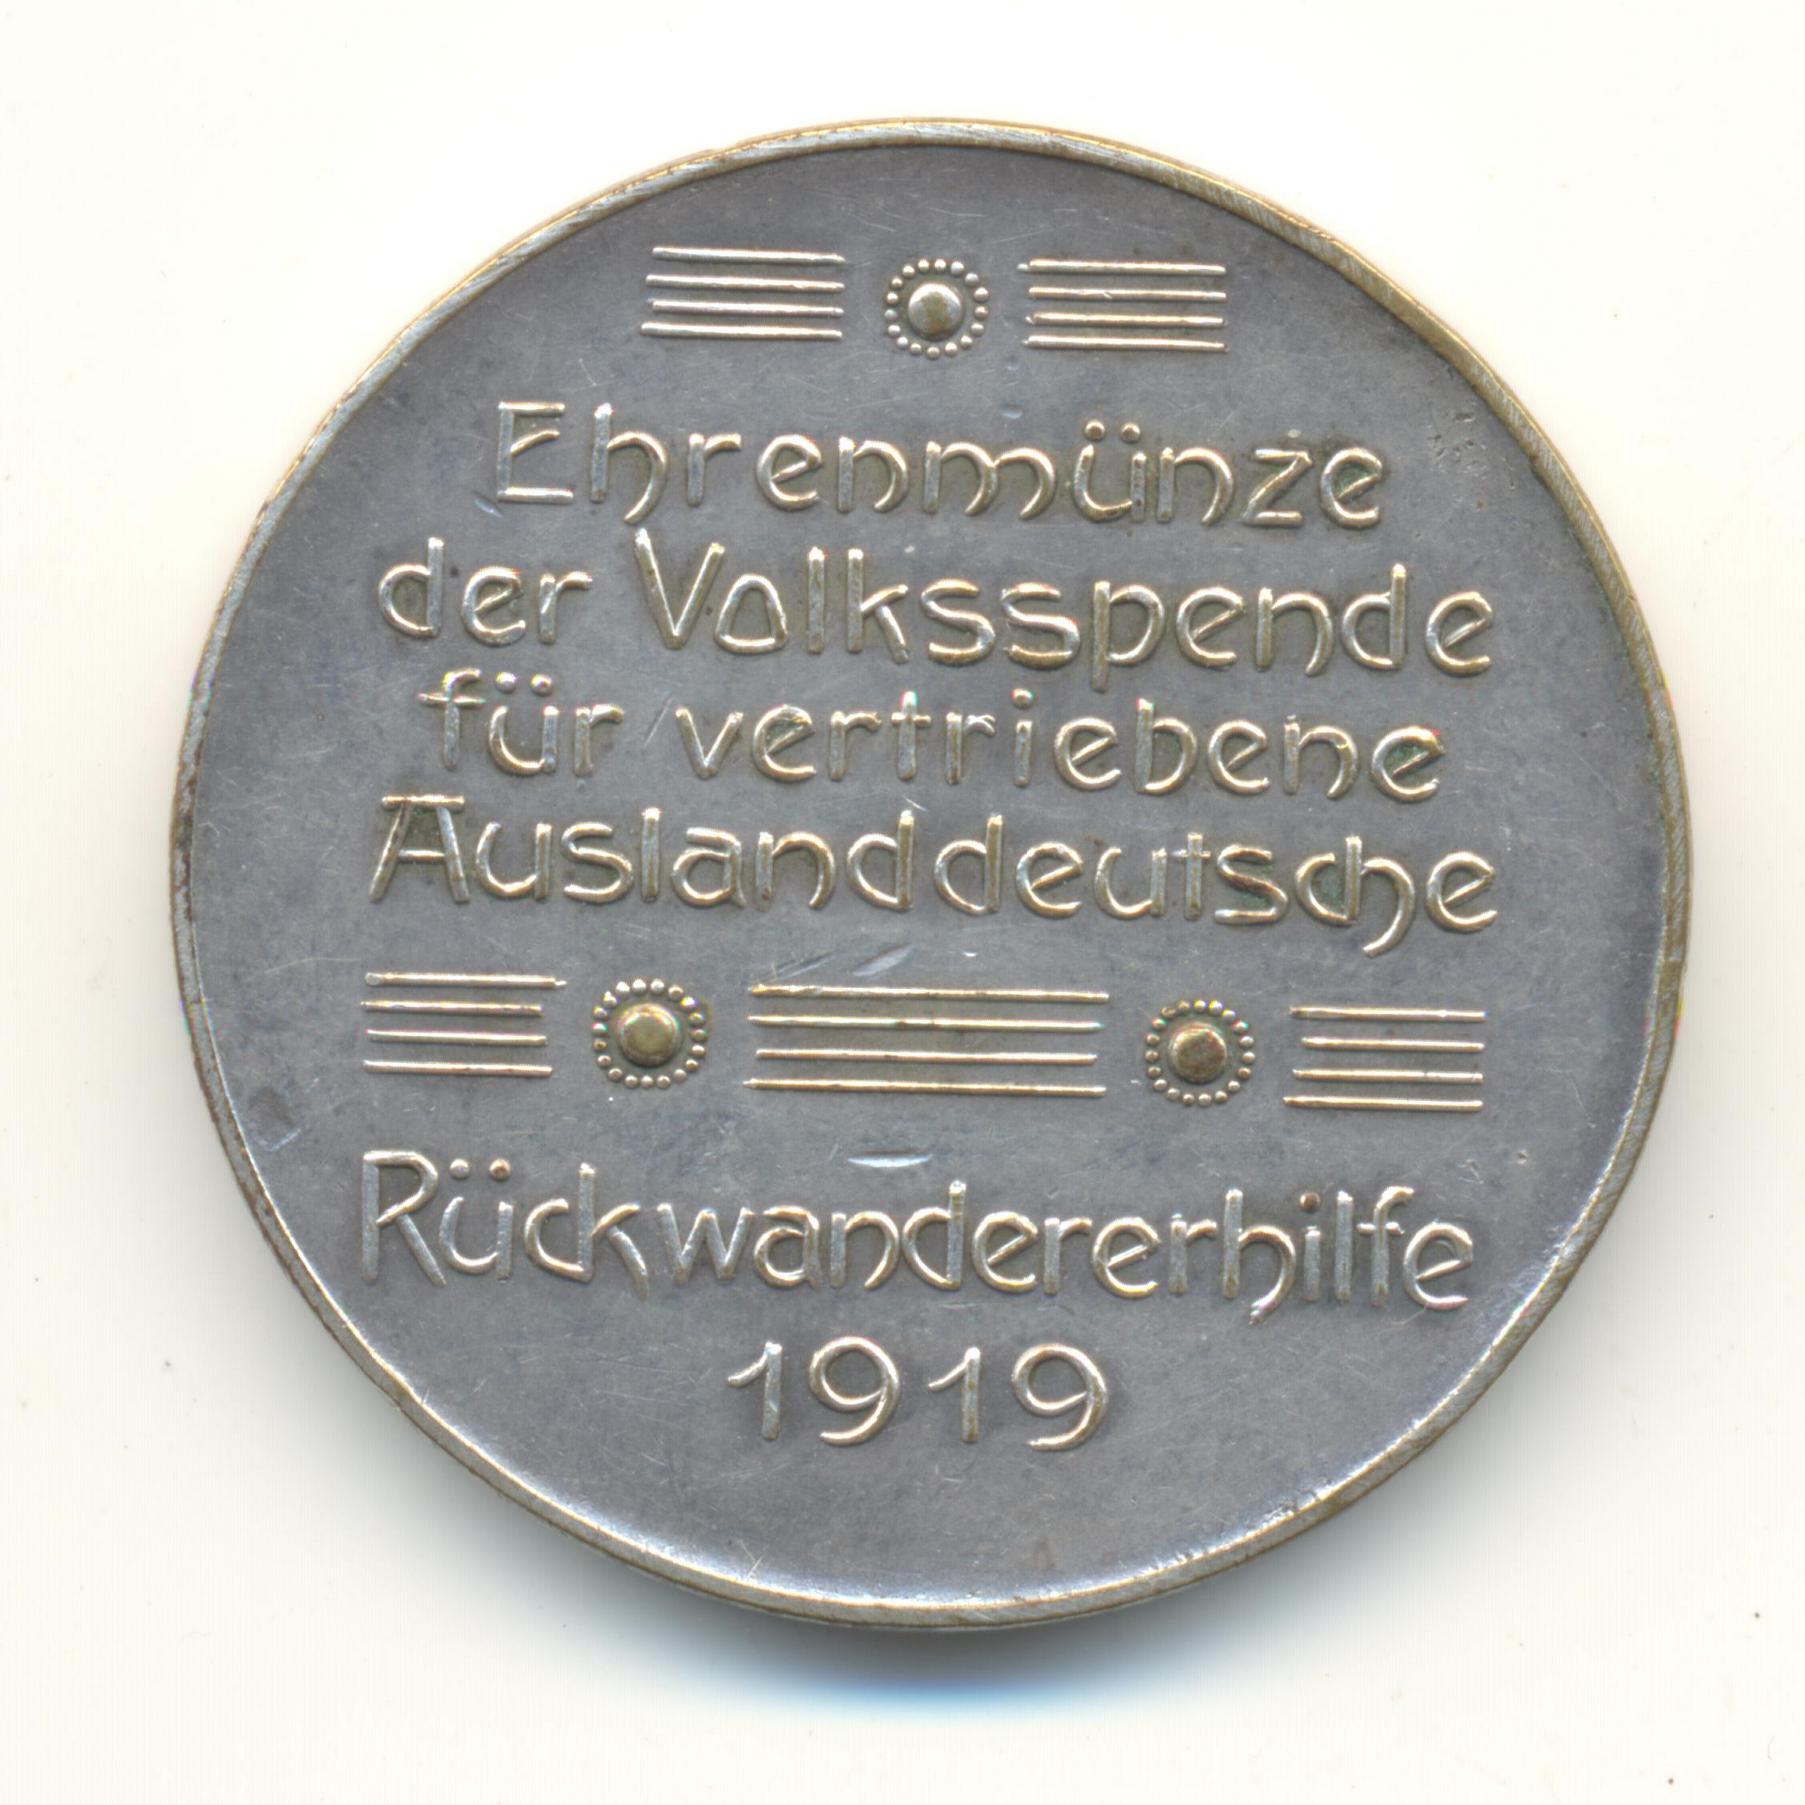 Ehrenmünze
der Volksspende
für vertriebene
Auslanddeutsche
Rückwandererhilfe
1919